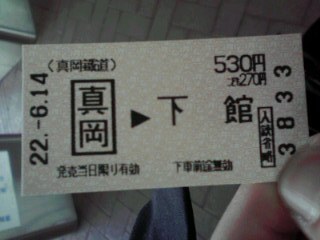 22.-6.14
（真岡鐵道）
真岡 ▶ 下館
530円
小児270円
発売当日限り有効
下車前途無効
入鋏省略
3833